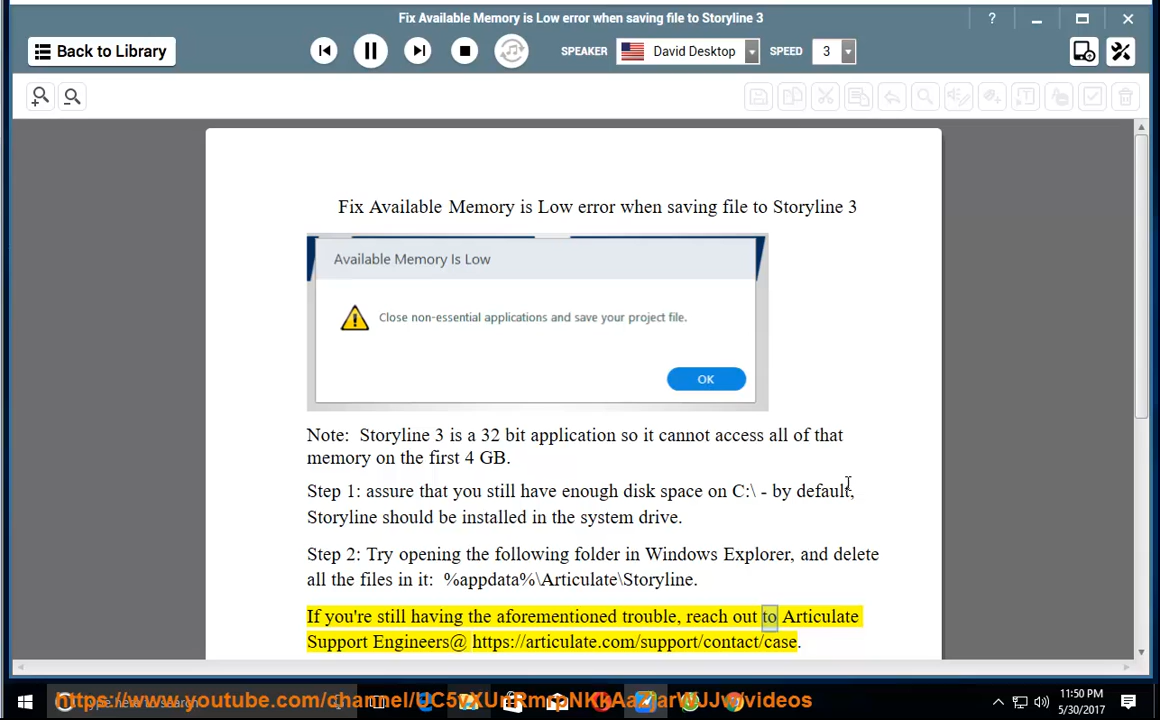 Fix Available Memory is Low error when saving file to Storyline 3
?
Back to Library
SPEAKER
David Desktop
SPEED
3
Fix Available Memory is Low error when saving file to Storyline 3
Available Memory Is Low
Close non-essential applications and save your project file.
OK
Note:  Storyline 3 is a 32 bit application so it cannot access all of that
memory on the first 4 GB.
Step 1: assure that you still have enough disk space on C:\ - by default,
Storyline should be installed in the system drive.
Step 2: Try opening the following folder in Windows Explorer, and delete
all the files in it:  %appdata%\Articulate\Storyline.
If you're still having the aforementioned trouble, reach out to Articulate
Support Engineers@ https://articulate.com/support/contact/case.
11:50 PM
5/30/2017